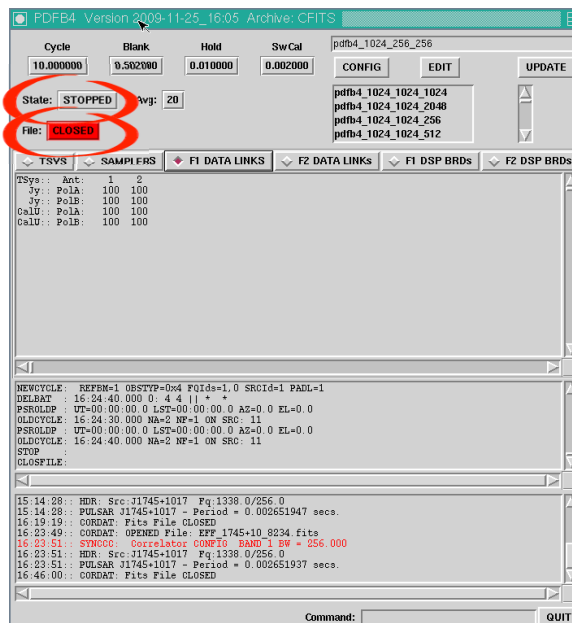 PDFB4 Version 2009-11-25_16:05 Archive: CFITS
Cycle Blank Hold SwCal pdfb4_1024_256_256
10.000000 0.502000 0.010000 0.002000 CONFIG EDIT UPDATE
State: STOPPED Avg: 20
pdfb4_1024_1024_1024
pdfb4_1024_1024_2048
pdfb4_1024_1024_256
pdfb4_1024_1024_512
File: CLOSED
TSYS SAMPLERS F1 DATA LINKS F2 DATA LINKs F1 DSP BRDs F2 DSP BRDs
TSys:: Ant: 1 2
Jy:: PolA: 100 100
Jy:: PolB: 100 100
CalU:: PolA: 100 100
CalU:: PolB: 100 100
NEWCYCLE: REFBM=1 OBSTYP=0x4 FQIds=1,0 SRCId=1 PADL=1
DELBAT : 16:24:40.000 0: 4 4 || * *
PSROLDP : UT=00:00:00.0 LST=00:00:00.0 AZ=0.0 EL=0.0
OLDCYCLE: 16:24:30.000 NA=2 NF=1 ON SRC: 11
PSROLDP : UT=00:00:00.0 LST=00:00:00.0 AZ=0.0 EL=0.0
OLDCYCLE: 16:24:40.000 NA=2 NF=1 ON SRC: 11
STOP :
CLOSFILE:
15:14:28:: HDR: Src:J1745+1017 Fq:1338.0/256.0
15:14:28:: PULSAR J1745+1017 - Period = 0.002651947 secs.
16:19:19:: CORDAT: Fits File CLOSED
16:23:49:: CORDAT: OPENED File: EFF_1745+10_8234.fits
16:23:51:: SYNCCC: Correlator CONFIG BAND 1 BW = 256.000
16:23:51:: HDR: Src:J1745+1017 Fq:1338.0/256.0
16:23:51:: PULSAR J1745+1017 - Period = 0.002651937 secs.
16:46:00:: CORDAT: Fits File CLOSED
Command: QUIT